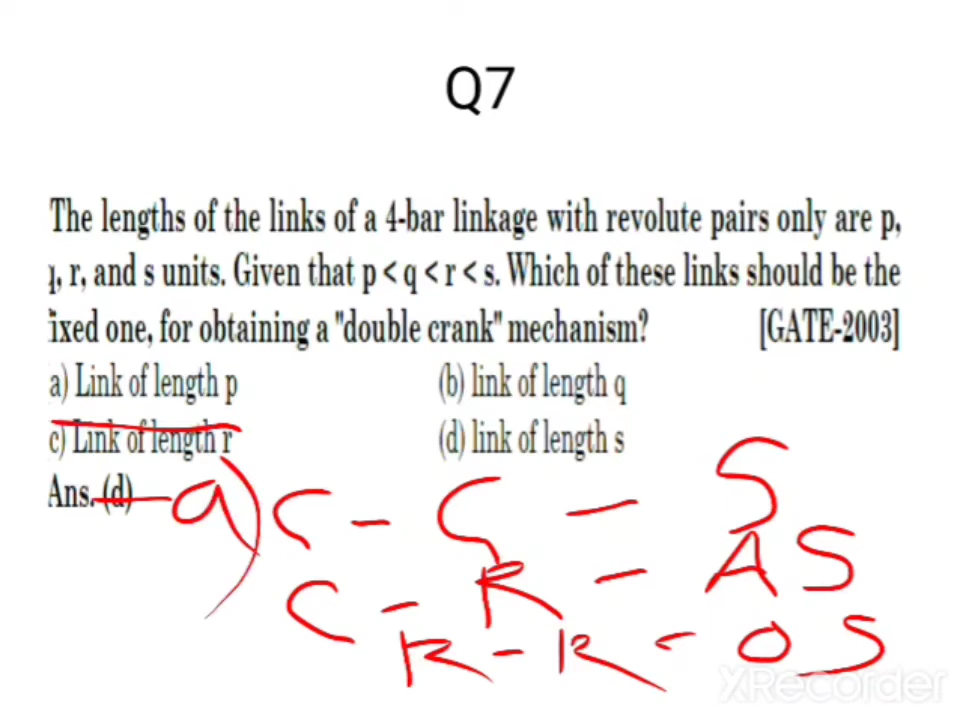 Q7
The lengths of the links of a 4-bar linkage with revolute pairs only are p,
q, r, and s units. Given that p < q < r < s. Which of these links should be the
fixed one, for obtaining a "double crank" mechanism? [GATE-2003]
a) Link of length p (b) link of length q
c) Link of length r (d) link of length s
Ans. (d) a)
C - C - S
C - R - AS
R - R - OS
XRecorder